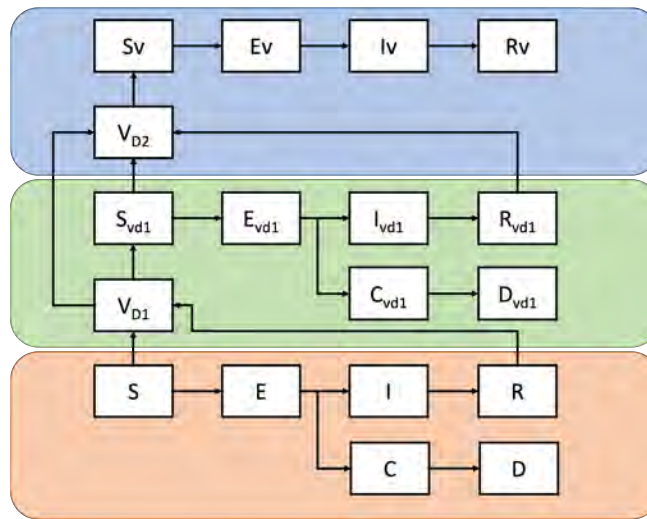 Sv Ev Iv Rv
VD2
Svd1 Evd1 Ivd1 Rvd1
Cvd1 Dvd1
VD1
S E I R
C D